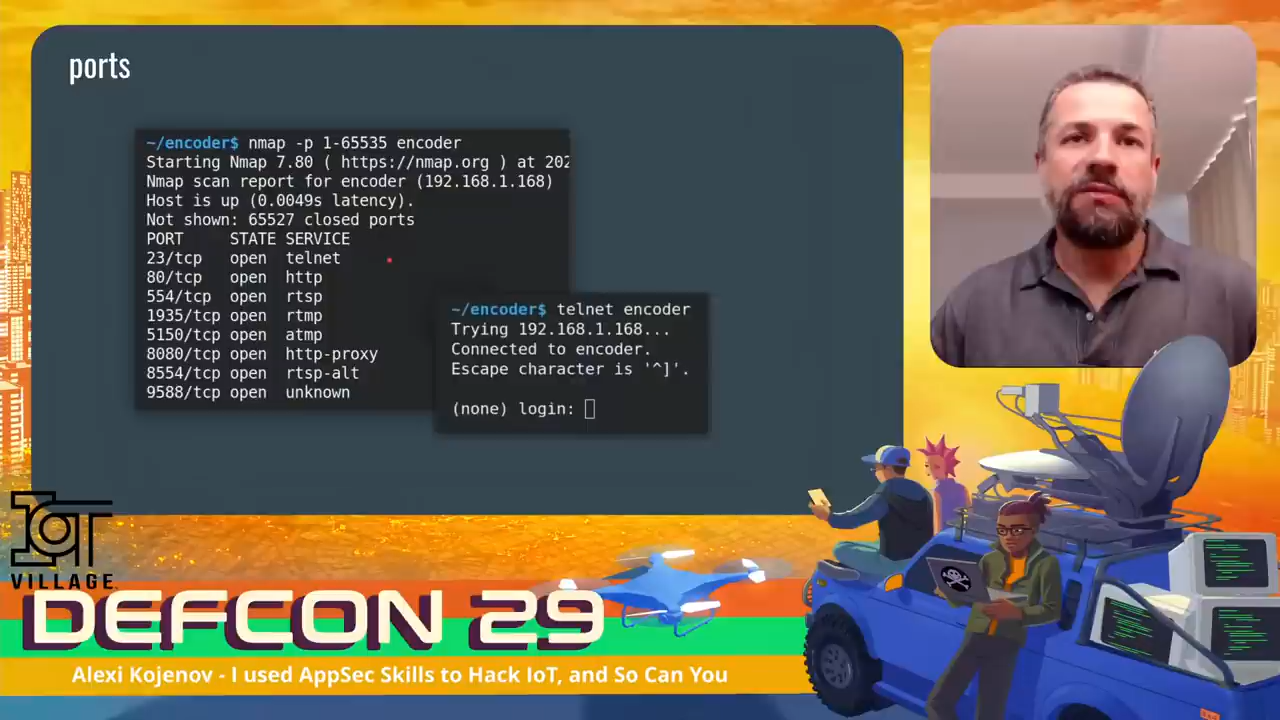 ports
~/encoder$ nmap -p 1-65535 encoder
Starting Nmap 7.80 ( https://nmap.org ) at 202
Nmap scan report for encoder (192.168.1.168)
Host is up (0.0049s latency).
Not shown: 65527 closed ports
PORT     STATE SERVICE
23/tcp   open  telnet
80/tcp   open  http
554/tcp  open  rtsp
1935/tcp open  rtmp
5150/tcp open  atmp
8080/tcp open  http-proxy
8554/tcp open  rtsp-alt
9588/tcp open  unknown
~/encoder$ telnet encoder
Trying 192.168.1.168...
Connected to encoder.
Escape character is '^]'.
(none) login:
IoT
VILLAGE
DEFCON 29
Alexi Kojenov - I used AppSec Skills to Hack IoT, and So Can You